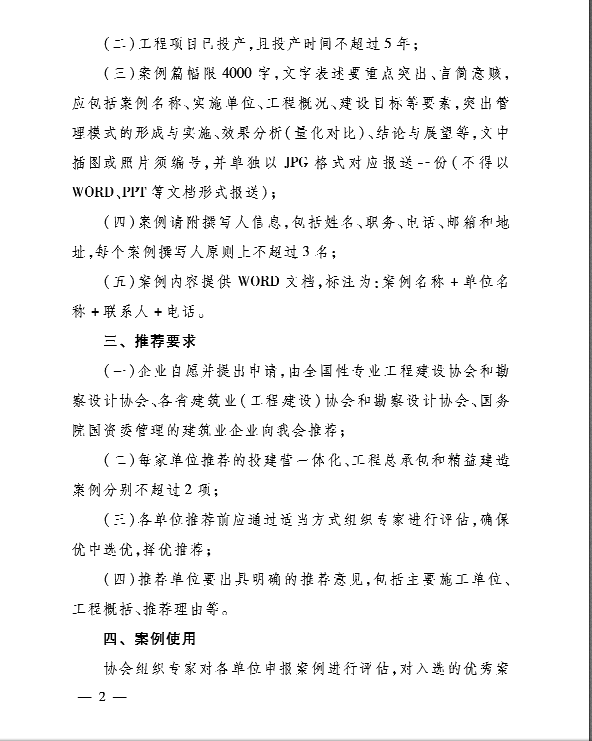 (二)工程项目已投产,且投产时间不超过5年;
(三)案例篇幅限 4000 字,文字表述要重点突出、言简意赅,
应包括案例名称、实施单位、工程概况、建设目标等要素,突出管
理模式的形成与实施、效果分析(量化对比)、结论与展望等,文中
插图或照片须编号,并单独以 JPG 格式对应报送一份(不得以
WORD、PPT 等文档形式报送);
(四)案例请附撰写人信息,包括姓名、职务、电话、邮箱和地
址,每个案例撰写人原则上不超过 3 名;
(五)案例内容提供 WORD 文档,标注为:案例名称 + 单位名
称 + 联系人 + 电话。
三、推荐要求
(一)企业自愿并提出申请,由全国性专业工程建设协会和勘
察设计协会、各省建筑业(工程建设)协会和勘察设计协会、国务
院国资委管理的建筑业企业向我会推荐;
(二)每家单位推荐的投建营一体化、工程总承包和精益建造
案例分别不超过 2 项;
(三)各单位推荐前应通过适当方式组织专家进行评估,确保
优中选优,择优推荐;
(四)推荐单位要出具明确的推荐意见,包括主要施工单位、
工程概括、推荐理由等。
四、案例使用
协会组织专家对各单位申报案例进行评估,对入选的优秀案
— 2 —